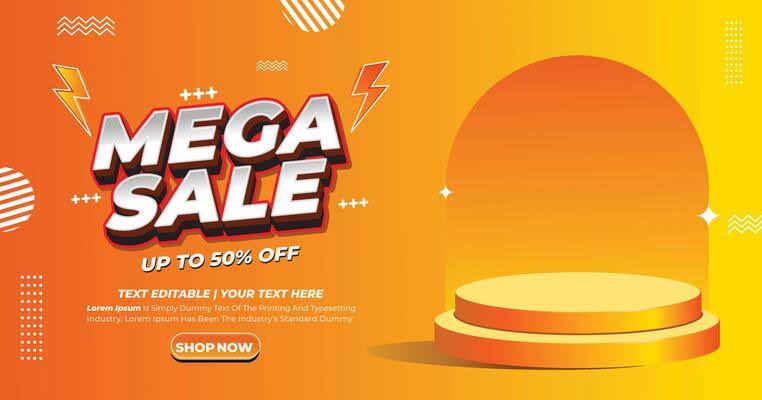 MEGA
SALE
UP TO 50% OFF
TEXT EDITABLE | YOUR TEXT HERE
Lorem Ipsum Is Simply Dummy Text Of The Printing And Typesetting
Industry. Lorem Ipsum Has Been The Industry's Standard Dummy
SHOP NOW